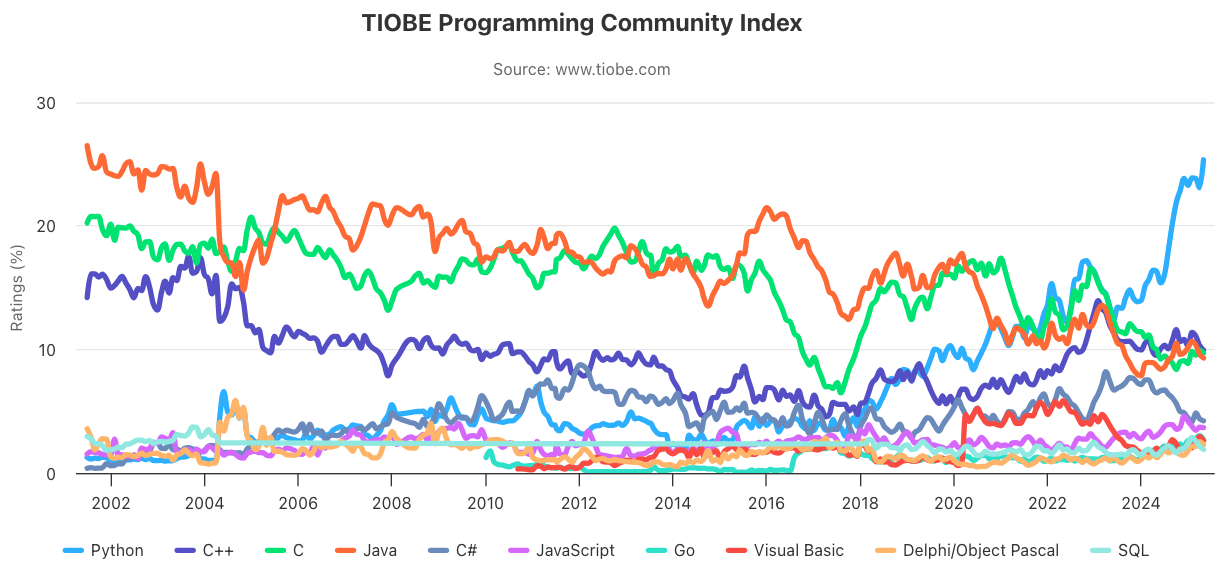 TIOBE Programming Community Index
Source: www.tiobe.com
Ratings (%)
30
20
10
0
2002 2004 2006 2008 2010 2012 2014 2016 2018 2020 2022 2024
Python C++ C Java C# JavaScript Go Visual Basic Delphi/Object Pascal SQL